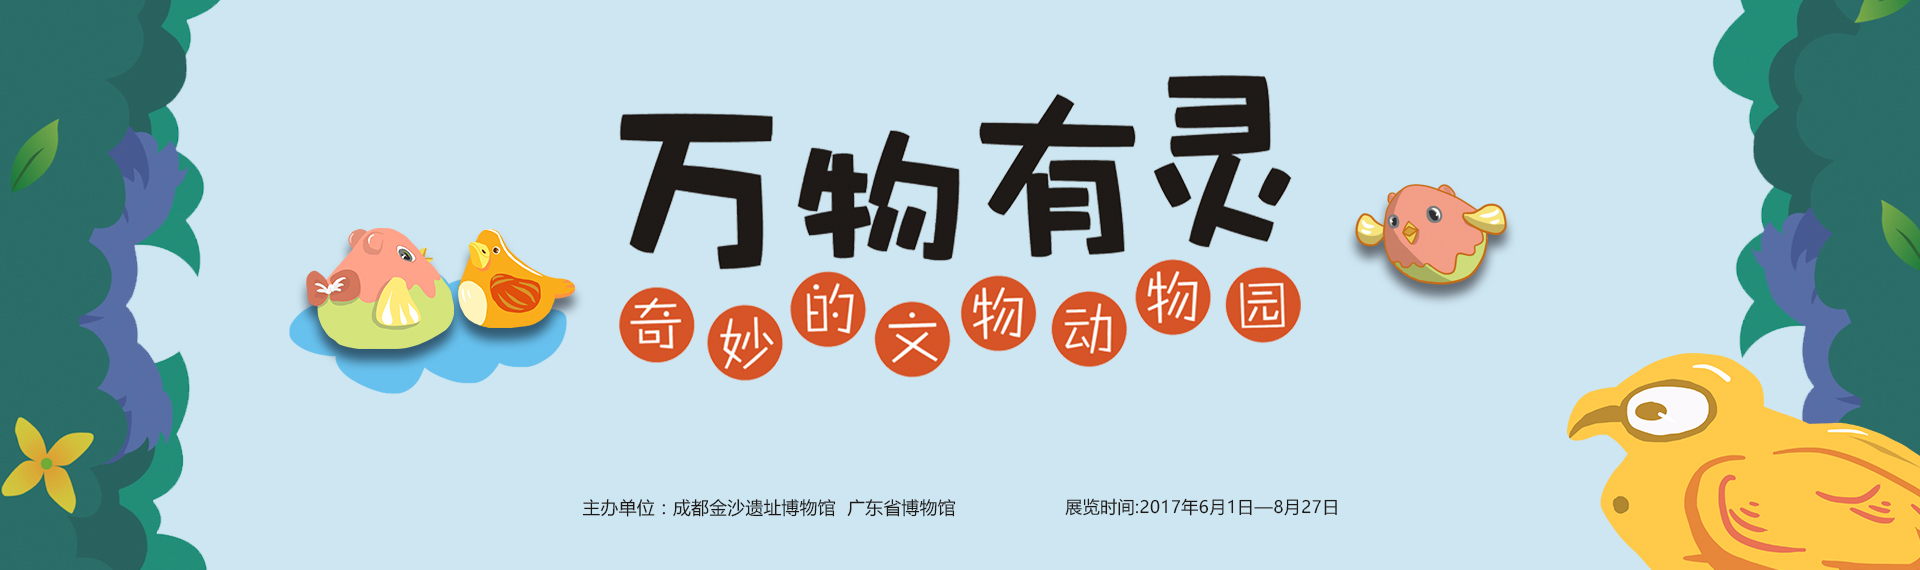 万物有灵
奇妙的文物动物园
主办单位：成都金沙遗址博物馆 广东省博物馆
展览时间:2017年6月1日—8月27日